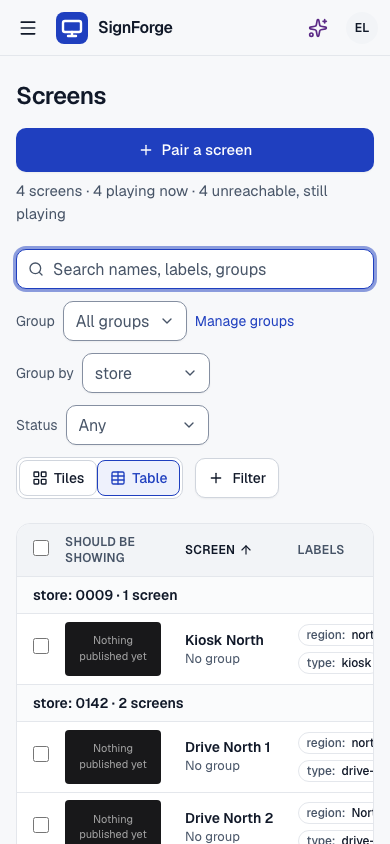 SignForge
EL
Screens
Pair a screen
4 screens · 4 playing now · 4 unreachable, still
playing
Search names, labels, groups
Group
All groups
Manage groups
Group by
store
Status
Any
Tiles
Table
Filter
SHOULD BE
SHOWING
SCREEN
LABELS
store: 0009 · 1 screen
Nothing
published yet
Kiosk North
No group
region: nort
type: kiosk
store: 0142 · 2 screens
Nothing
published yet
Drive North 1
No group
region: nort
type: drive-
Nothing
published yet
Drive North 2
No group
region: Nort
type: drive-